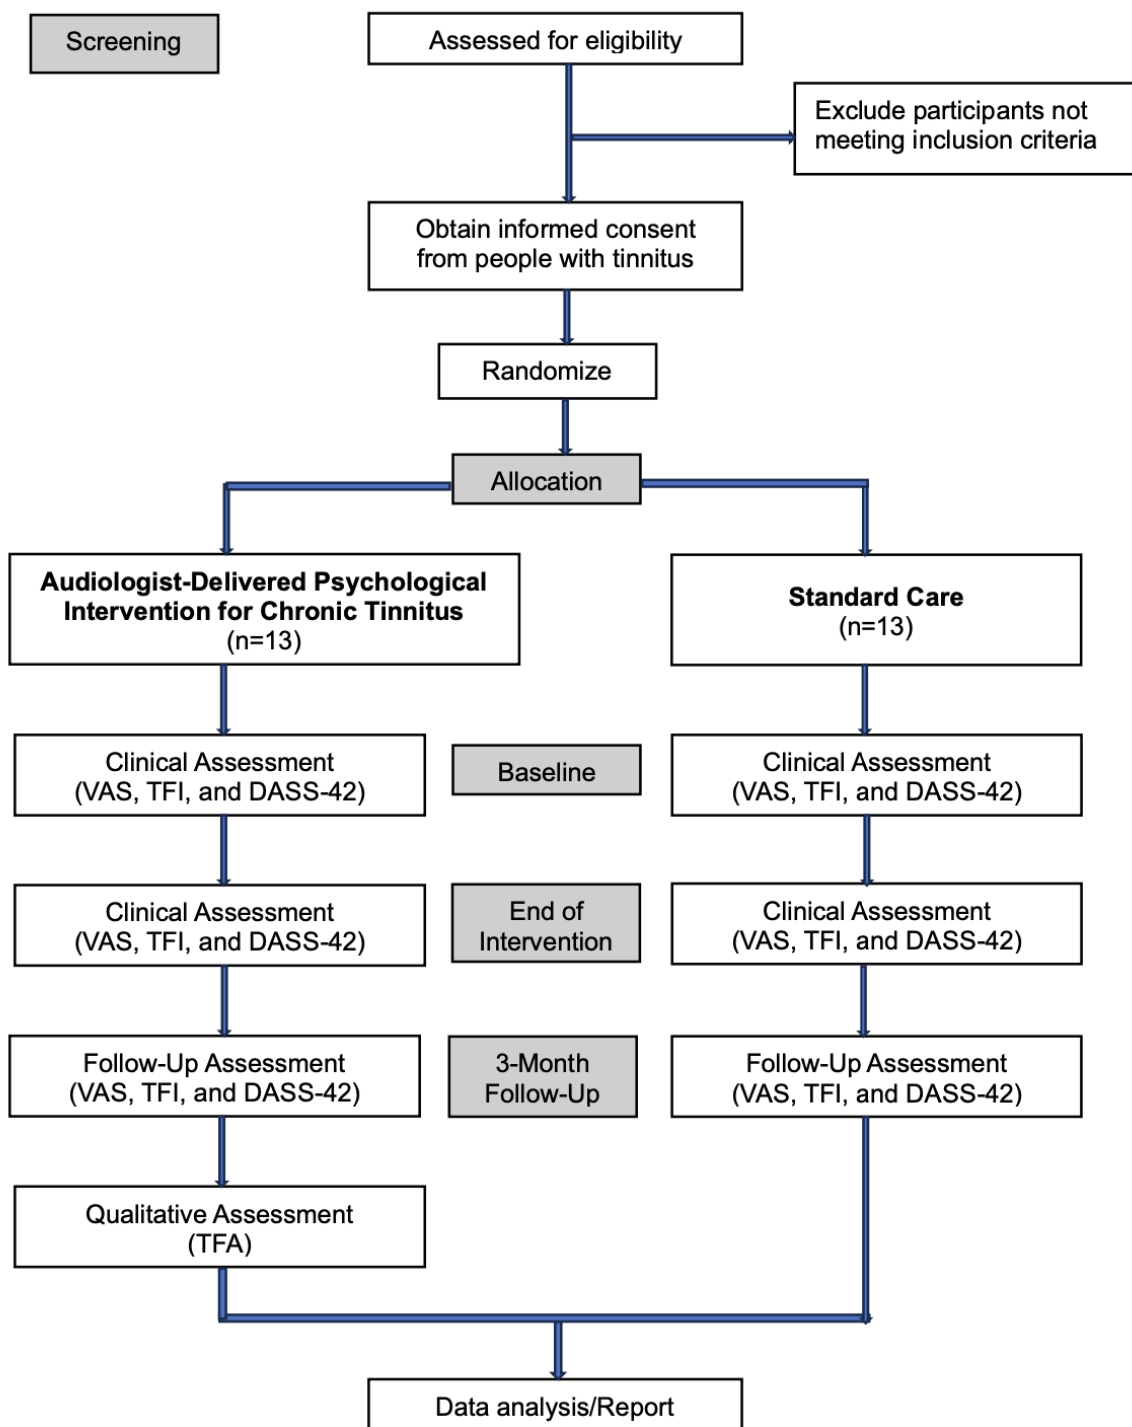 Screening
Assessed for eligibility
Exclude participants not
meeting inclusion criteria
Obtain informed consent
from people with tinnitus
Randomize
Allocation
Audiologist-Delivered Psychological
Intervention for Chronic Tinnitus
(n=13)
Standard Care
(n=13)
Clinical Assessment
(VAS, TFI, and DASS-42)
Baseline
Clinical Assessment
(VAS, TFI, and DASS-42)
Clinical Assessment
(VAS, TFI, and DASS-42)
End of
Intervention
Clinical Assessment
(VAS, TFI, and DASS-42)
Follow-Up Assessment
(VAS, TFI, and DASS-42)
3-Month
Follow-Up
Follow-Up Assessment
(VAS, TFI, and DASS-42)
Qualitative Assessment
(TFA)
Data analysis/Report